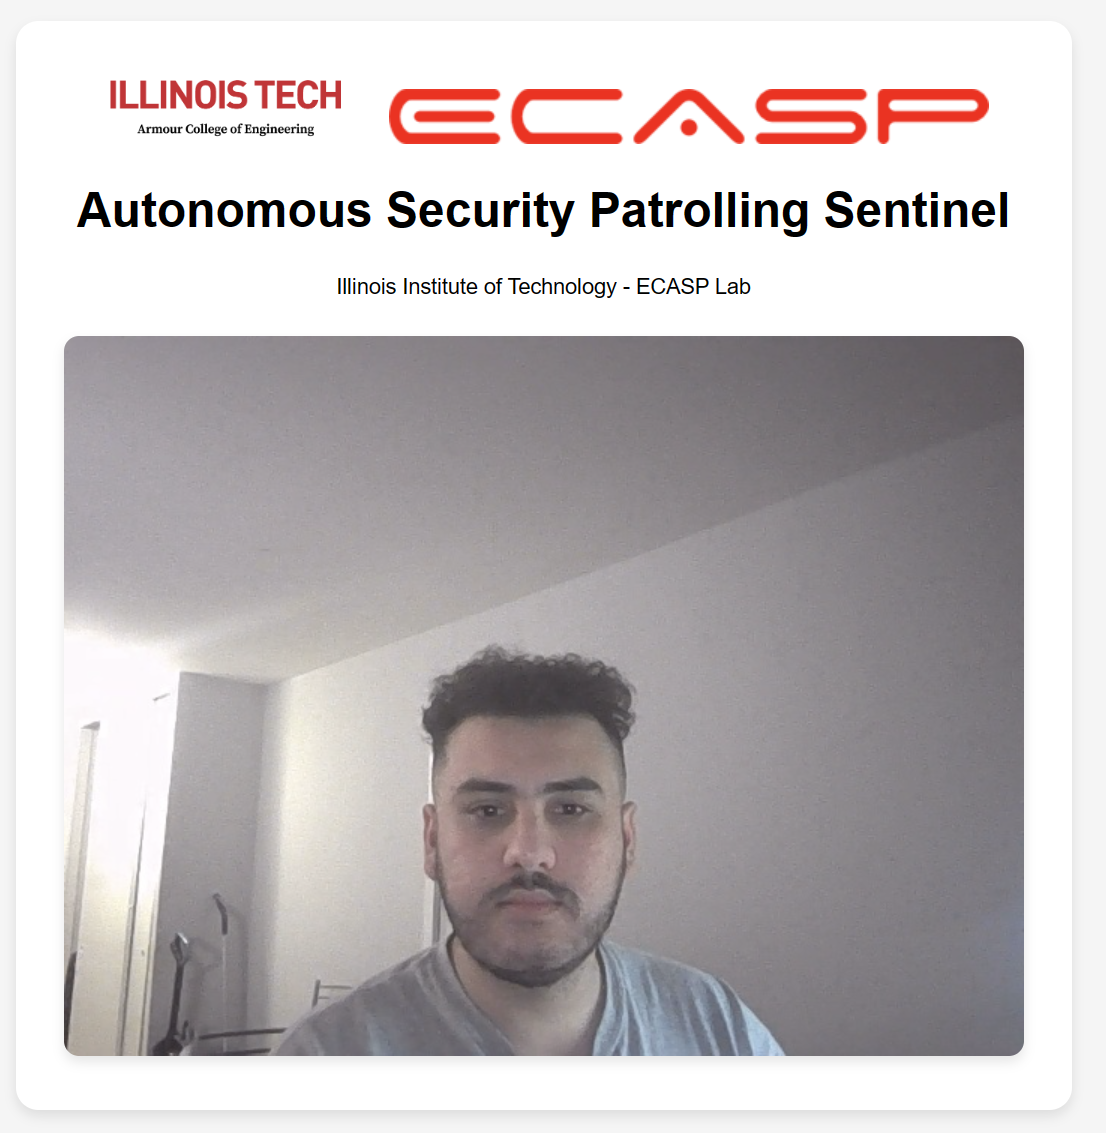 ILLINOIS TECH
Armour College of Engineering
ECASP
Autonomous Security Patrolling Sentinel
Illinois Institute of Technology - ECASP Lab